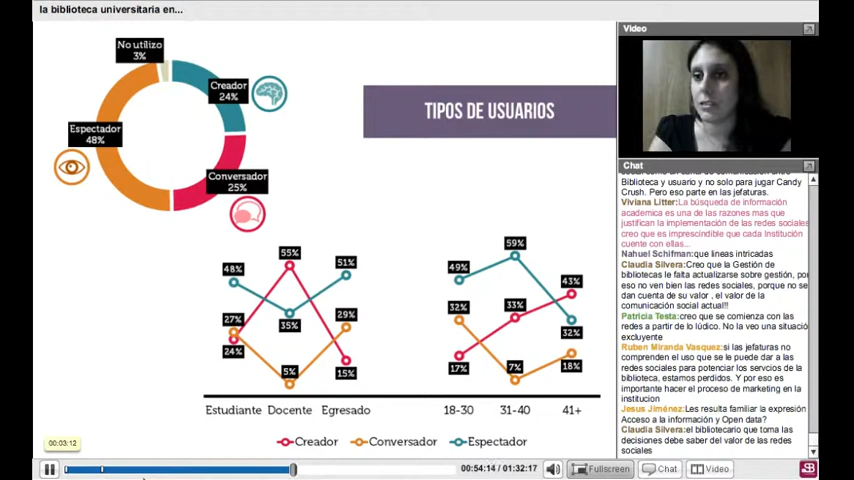 la biblioteca universitaria en...
No utilizo
3%
Creador
24%
Espectador
48%
Conversador
25%
TIPOS DE USUARIOS
48%
27%
24%
55%
35%
5%
51%
29%
15%
49%
32%
17%
59%
33%
7%
43%
32%
18%
Estudiante Docente Egresado
18-30 31-40 41+
Creador Conversador Espectador
Video
Chat
Biblioteca y usuario y no solo para jugar Candy
Crush. Pero eso parte en las jefaturas.
Viviana Litter:La búsqueda de información
academica es una de las razones mas que
justifican la implementación de las redes sociales
creo que es imprescindible que cada Institución
cuente con ellas...
Nahuel Schifman:que lineas intricadas
Claudia Silvera:Creo que la Gestión de
bibliotecas le falta actualizarse sobre gestión, por
eso no ven bien las redes sociales, porque no se
dan cuenta de su valor , el valor de la
comunicación social actual!!
Patricia Testa:creo que se comienza con las
redes a partir de lo lúdico. No la veo una situació
excluyente
Ruben Miranda Vasquez:si las jefaturas no
comprenden el uso que se le puede dar a las
redes sociales para potenciar los servcios de la
biblioteca, estamos perdidos. Y por eso es
importante hacer el proceso de marketing en la
institucion
Jesus Jiménez:Les resulta familiar la expresión
Acceso a la información y Open data?
Claudia Silvera:el bibliotecario que toma las
decisiones debe saber del valor de las redes
sociales
00:03:12
00:54:14 / 01:32:17
Fullscreen
Chat
Video
SB